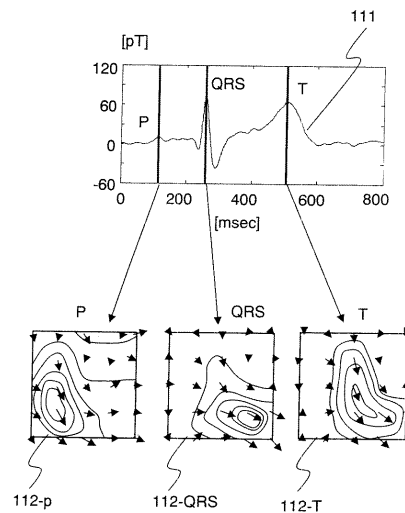 111
[pT]
120
QRS
T
60
P
0
-60
0 200 400 600 800
[msec]
P QRS T
112-p 112-QRS 112-T